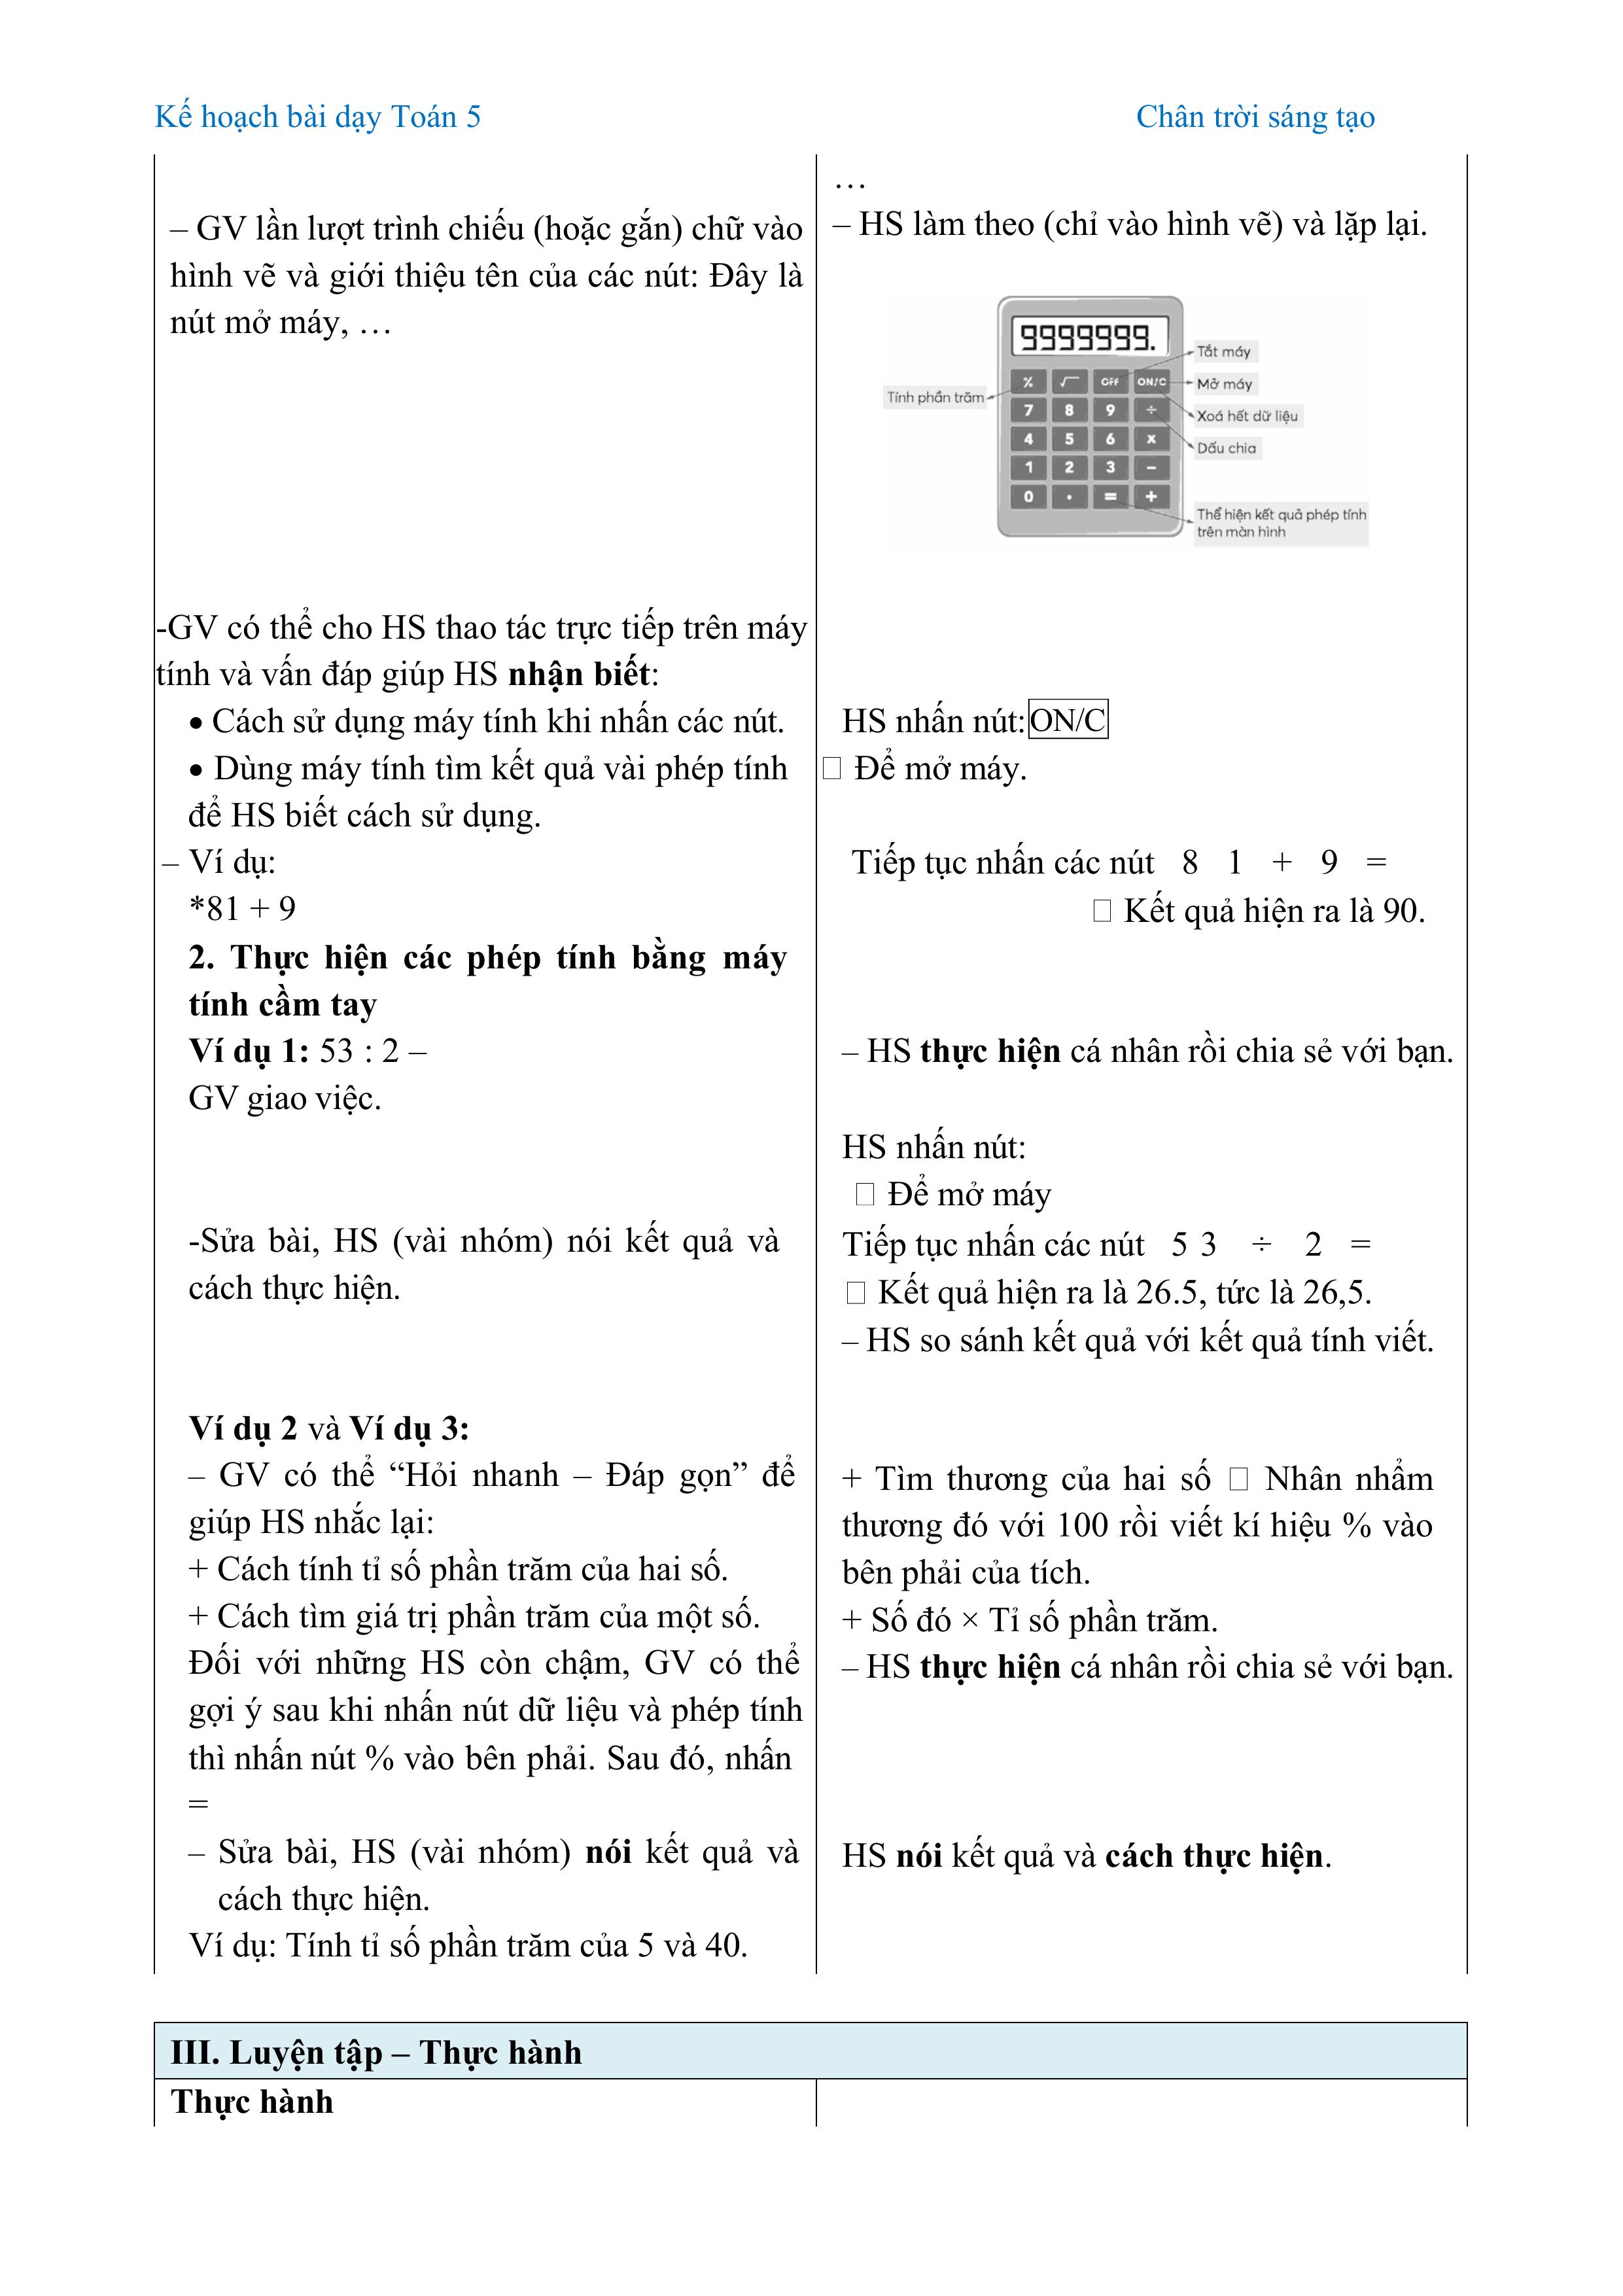 Kế hoạch bài dạy Toán 5 Chân trời sáng tạo
– GV lần lượt trình chiếu (hoặc gắn) chữ vào
hình vẽ và giới thiệu tên của các nút: Đây là
nút mở máy, …
-GV có thể cho HS thao tác trực tiếp trên máy
tính và vấn đáp giúp HS nhận biết:
• Cách sử dụng máy tính khi nhấn các nút.
• Dùng máy tính tìm kết quả vài phép tính
để HS biết cách sử dụng.
– Ví dụ:
*81 + 9
2. Thực hiện các phép tính bằng máy
tính cầm tay
Ví dụ 1: 53 : 2 –
GV giao việc.
-Sửa bài, HS (vài nhóm) nói kết quả và
cách thực hiện.
Ví dụ 2 và Ví dụ 3:
– GV có thể “Hỏi nhanh – Đáp gọn” để
giúp HS nhắc lại:
+ Cách tính tỉ số phần trăm của hai số.
+ Cách tìm giá trị phần trăm của một số.
Đối với những HS còn chậm, GV có thể
gợi ý sau khi nhấn nút dữ liệu và phép tính
thì nhấn nút % vào bên phải. Sau đó, nhấn
=
– Sửa bài, HS (vài nhóm) nói kết quả và
cách thực hiện.
Ví dụ: Tính tỉ số phần trăm của 5 và 40.
…
– HS làm theo (chỉ vào hình vẽ) và lặp lại.
9999999.
Tắt máy
% √ OFF ON/C
Mở máy
Tính phần trăm
7 8 9 ÷
Xoá hết dữ liệu
4 5 6 x
Dấu chia
1 2 3 −
0 . = +
Thể hiện kết quả phép tính
trên màn hình
HS nhấn nút: ON/C
□ Để mở máy.
Tiếp tục nhấn các nút 8 1 + 9 =
□ Kết quả hiện ra là 90.
– HS thực hiện cá nhân rồi chia sẻ với bạn.
HS nhấn nút:
□ Để mở máy
Tiếp tục nhấn các nút 5 3 ÷ 2 =
□ Kết quả hiện ra là 26.5, tức là 26,5.
– HS so sánh kết quả với kết quả tính viết.
+ Tìm thương của hai số □ Nhân nhẩm
thương đó với 100 rồi viết kí hiệu % vào
bên phải của tích.
+ Số đó × Tỉ số phần trăm.
– HS thực hiện cá nhân rồi chia sẻ với bạn.
HS nói kết quả và cách thực hiện.
III. Luyện tập – Thực hành
Thực hành